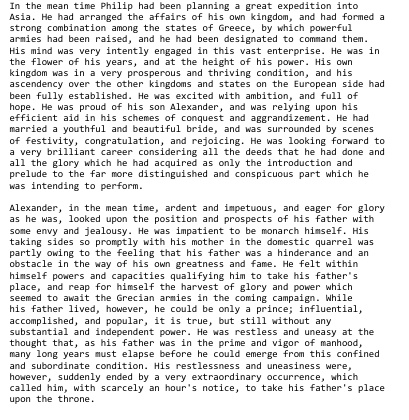 In the mean time Philip had been planning a great expedition into
Asia. He had arranged the affairs of his own kingdom, and had formed a
strong combination among the states of Greece, by which powerful
armies had been raised, and he had been designated to command them.
His mind was very intently engaged in this vast enterprise. He was in
the flower of his years, and at the height of his power. His own
kingdom was in a very prosperous and thriving condition, and his
ascendency over the other kingdoms and states on the European side had
been fully established. He was excited with ambition, and full of
hope. He was proud of his son Alexander, and was relying upon his
efficient aid in his schemes of conquest and aggrandizement. He had
married a youthful and beautiful bride, and was surrounded by scenes
of festivity, congratulation, and rejoicing. He was looking forward to
a very brilliant career considering all the deeds that he had done and
all the glory which he had acquired as only the introduction and
prelude to the far more distinguished and conspicuous part which he
was intending to perform.

Alexander, in the mean time, ardent and impetuous, and eager for glory
as he was, looked upon the position and prospects of his father with
some envy and jealousy. He was impatient to be monarch himself. His
taking sides so promptly with his mother in the domestic quarrel was
partly owing to the feeling that his father was a hinderance and an
obstacle in the way of his own greatness and fame. He felt within
himself powers and capacities qualifying him to take his father's
place, and reap for himself the harvest of glory and power which
seemed to await the Grecian armies in the coming campaign. While
his father lived, however, he could be only a prince; influential,
accomplished, and popular, it is true, but still without any
substantial and independent power. He was restless and uneasy at the
thought that, as his father was in the prime and vigor of manhood,
many long years must elapse before he could emerge from this confined
and subordinate condition. His restlessness and uneasiness were,
however, suddenly ended by a very extraordinary occurrence, which
called him, with scarcely an hour's notice, to take his father's place
upon the throne.